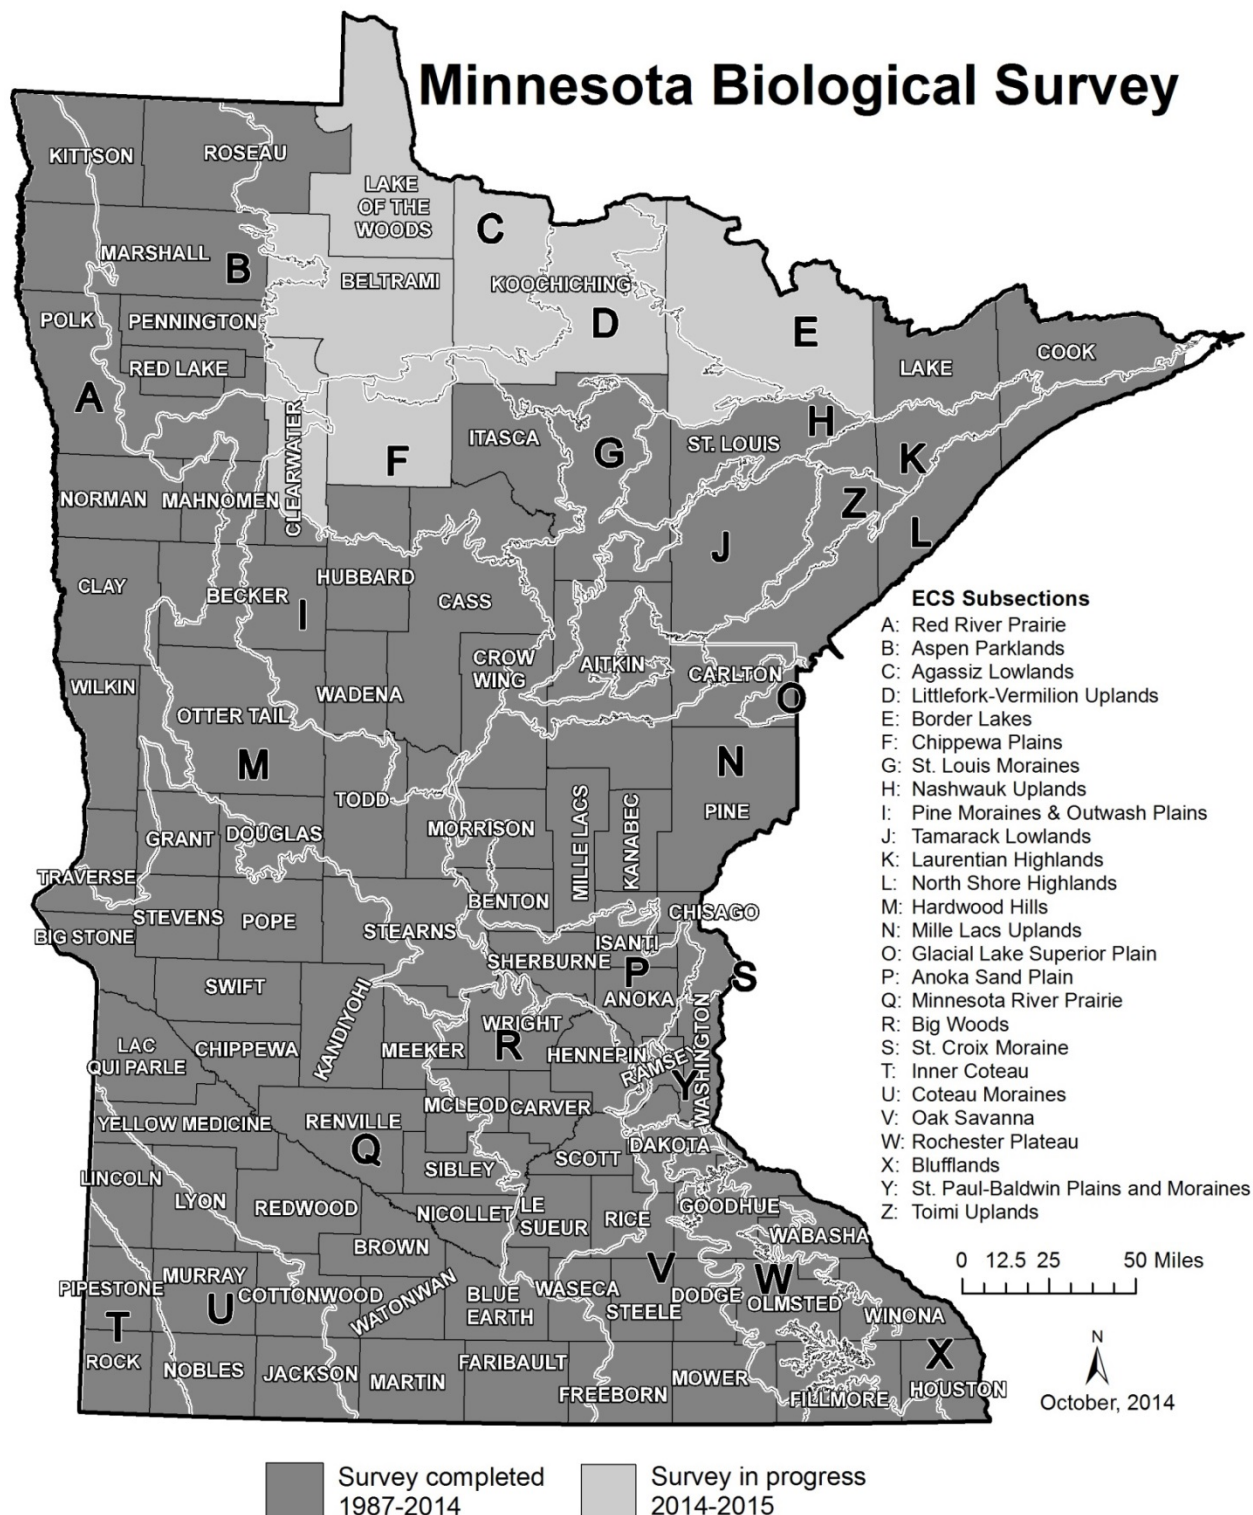 Minnesota Biological Survey
KITTSON
ROSEAU
LAKE
OF THE
WOODS
C
MARSHALL
B
BELTRAMI
KOOCHICHING
POLK
PENNINGTON
D
E
RED LAKE
LAKE
COOK
A
CLEARWATER
F
ITASCA
G
ST. LOUIS
H
K
NORMAN
MAHNOMEN
Z
L
J
CLAY
BECKER
I
HUBBARD
CASS
WILKIN
OTTER TAIL
WADENA
CROW
WING
AITKIN
CARLTON
O
M
N
TODD
PINE
GRANT
DOUGLAS
MORRISON
MILLE LACS
KANABEC
TRAVERSE
STEVENS
POPE
BENTON
CHISAGO
BIG STONE
STEARNS
ISANTI
SHERBURNE
P
S
SWIFT
KANDIYOHI
ANOKA
WASHINGTON
LAC
QUI PARLE
CHIPPEWA
MEEKER
WRIGHT
R
HENNEPIN
RAMSEY
Y
YELLOW MEDICINE
RENVILLE
MCLEOD
CARVER
Q
SIBLEY
SCOTT
DAKOTA
LINCOLN
LYON
REDWOOD
NICOLLET
LE
SUEUR
RICE
GOODHUE
WABASHA
BROWN
PIPESTONE
MURRAY
COTTONWOOD
WATONWAN
BLUE
EARTH
WASECA
V
STEELE
DODGE
W
OLMSTED
WINONA
T
U
ROCK
NOBLES
JACKSON
MARTIN
FARIBAULT
FREEBORN
MOWER
FILLMORE
X
HOUSTON
ECS Subsections
A: Red River Prairie
B: Aspen Parklands
C: Agassiz Lowlands
D: Littlefork-Vermilion Uplands
E: Border Lakes
F: Chippewa Plains
G: St. Louis Moraines
H: Nashwauk Uplands
I: Pine Moraines & Outwash Plains
J: Tamarack Lowlands
K: Laurentian Highlands
L: North Shore Highlands
M: Hardwood Hills
N: Mille Lacs Uplands
O: Glacial Lake Superior Plain
P: Anoka Sand Plain
Q: Minnesota River Prairie
R: Big Woods
S: St. Croix Moraine
T: Inner Coteau
U: Coteau Moraines
V: Oak Savanna
W: Rochester Plateau
X: Blufflands
Y: St. Paul-Baldwin Plains and Moraines
Z: Toimi Uplands
0 12.5 25 50 Miles
N
October, 2014
Survey completed
1987-2014
Survey in progress
2014-2015